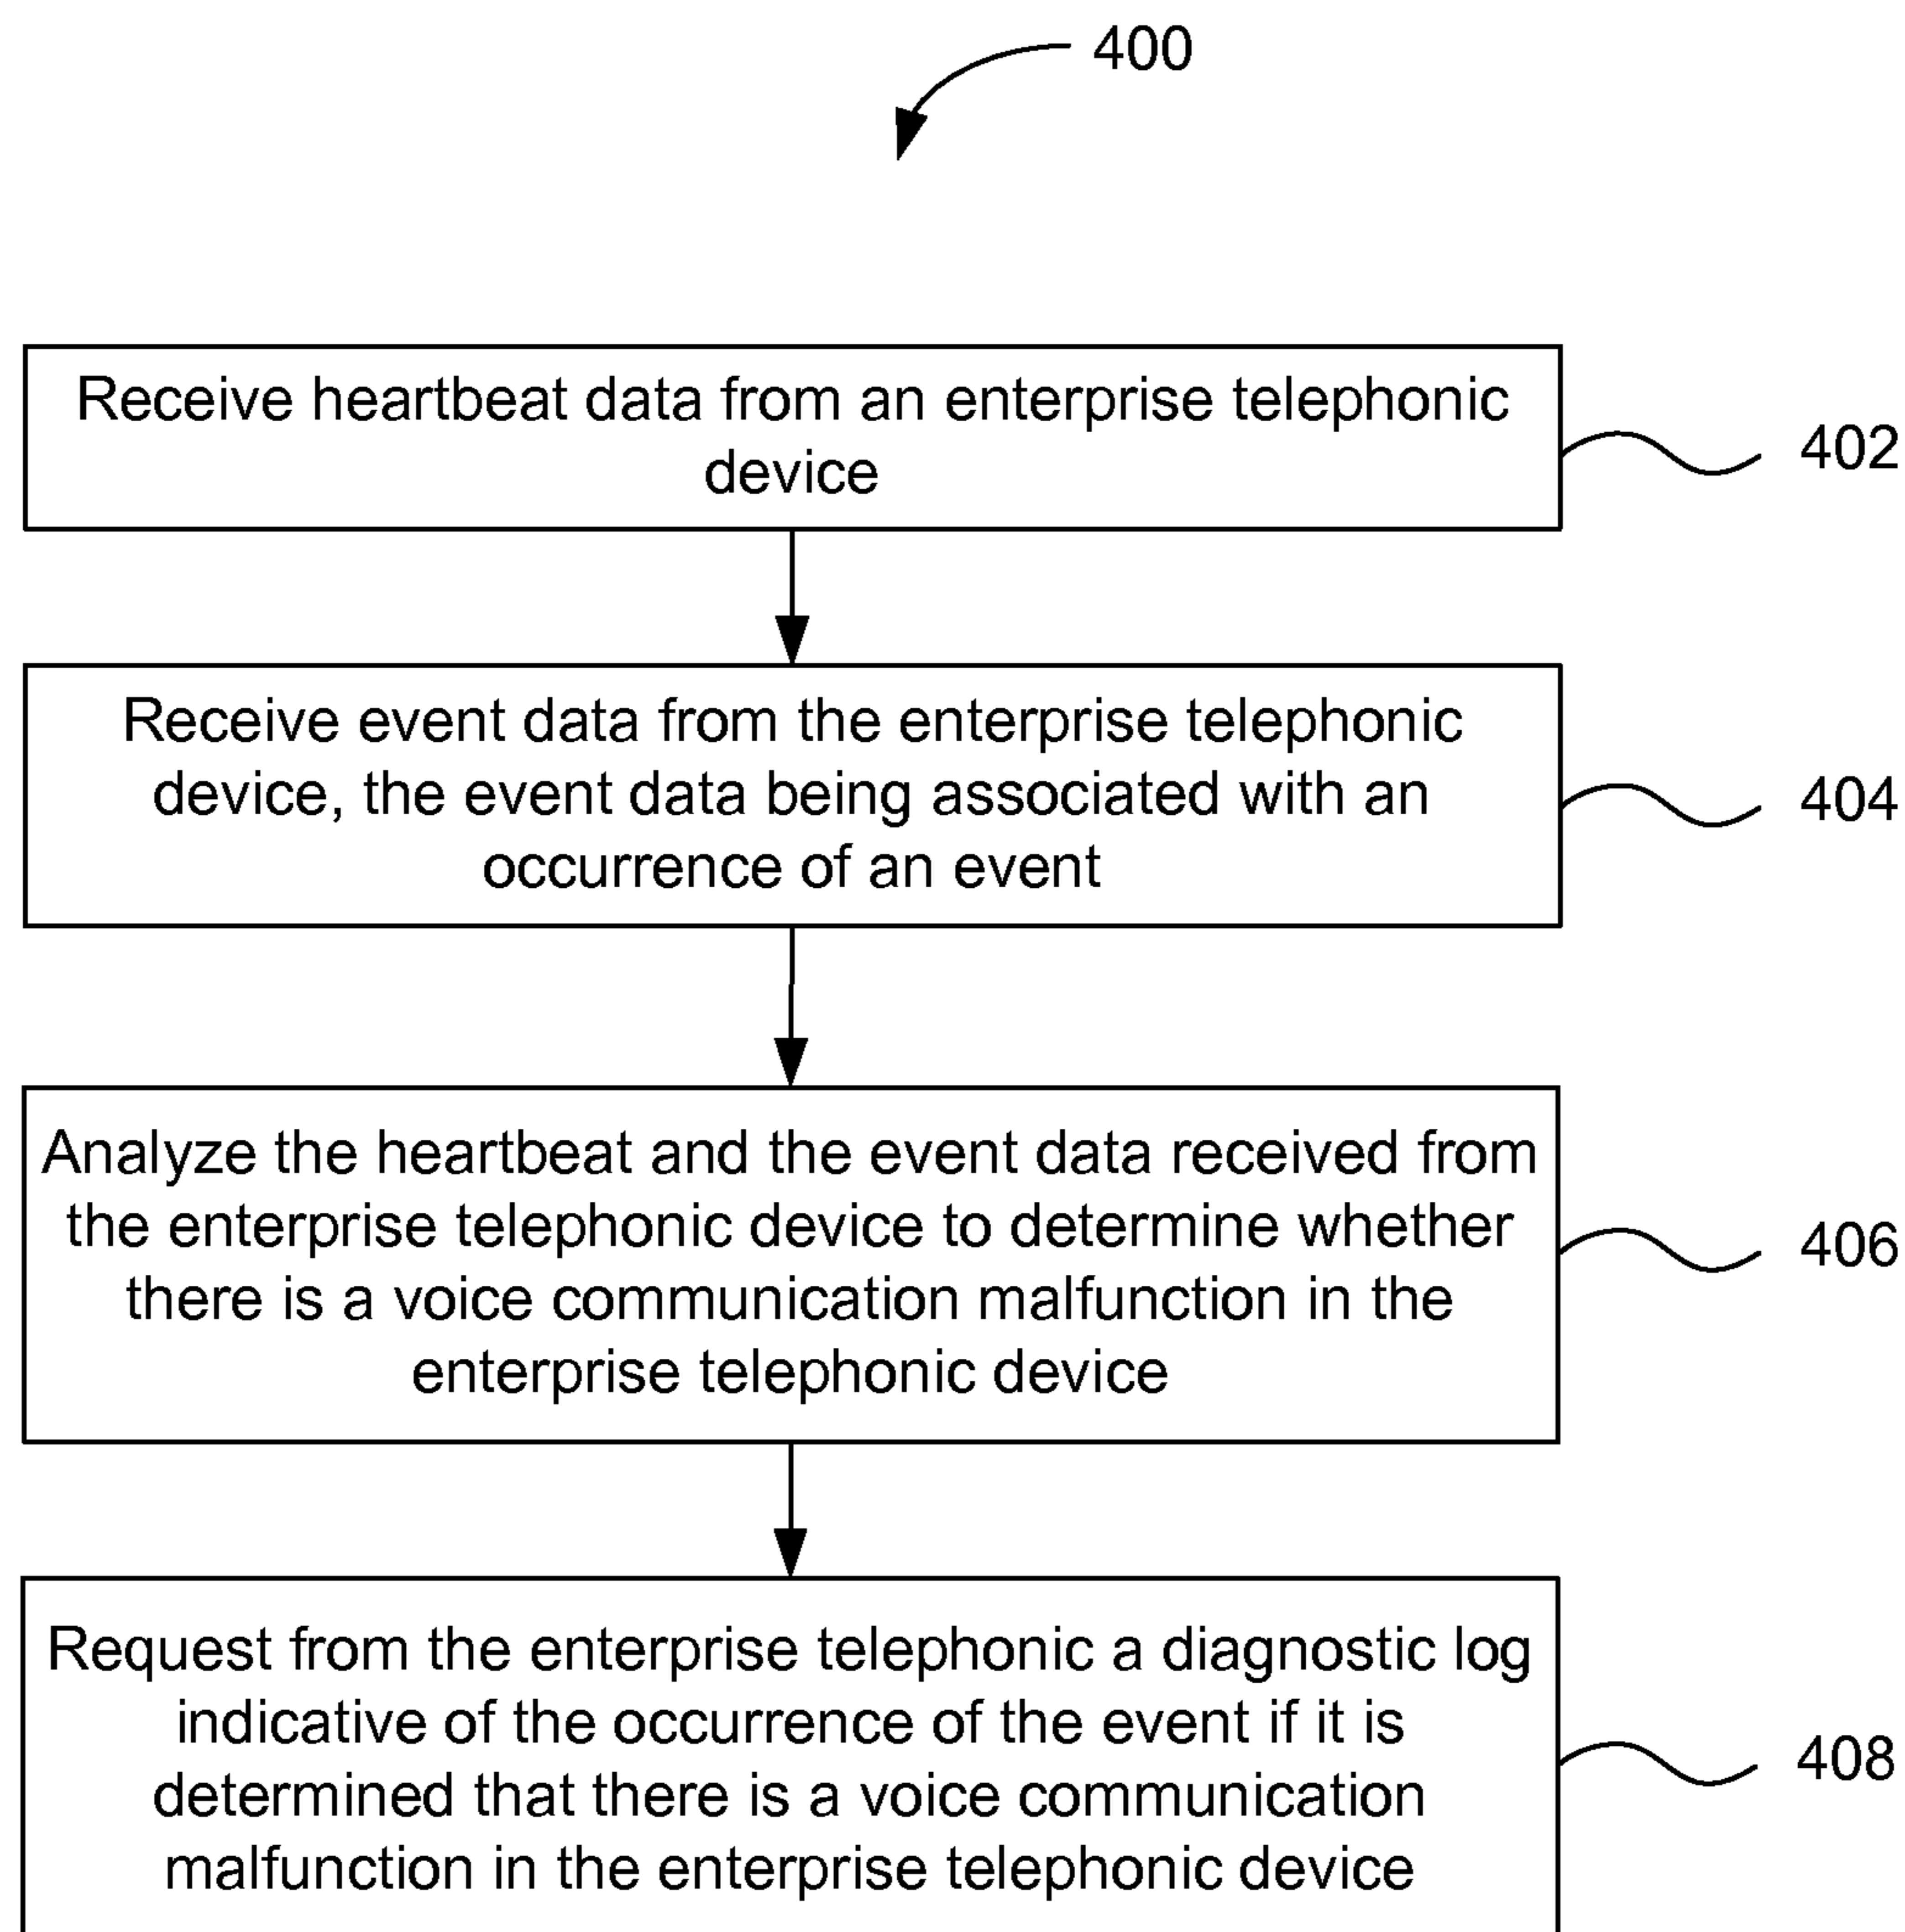 400
Receive heartbeat data from an enterprise telephonic
device
402
Receive event data from the enterprise telephonic
device, the event data being associated with an
occurrence of an event
404
Analyze the heartbeat and the event data received from
the enterprise telephonic device to determine whether
there is a voice communication malfunction in the
enterprise telephonic device
406
Request from the enterprise telephonic a diagnostic log
indicative of the occurrence of the event if it is
determined that there is a voice communication
malfunction in the enterprise telephonic device
408